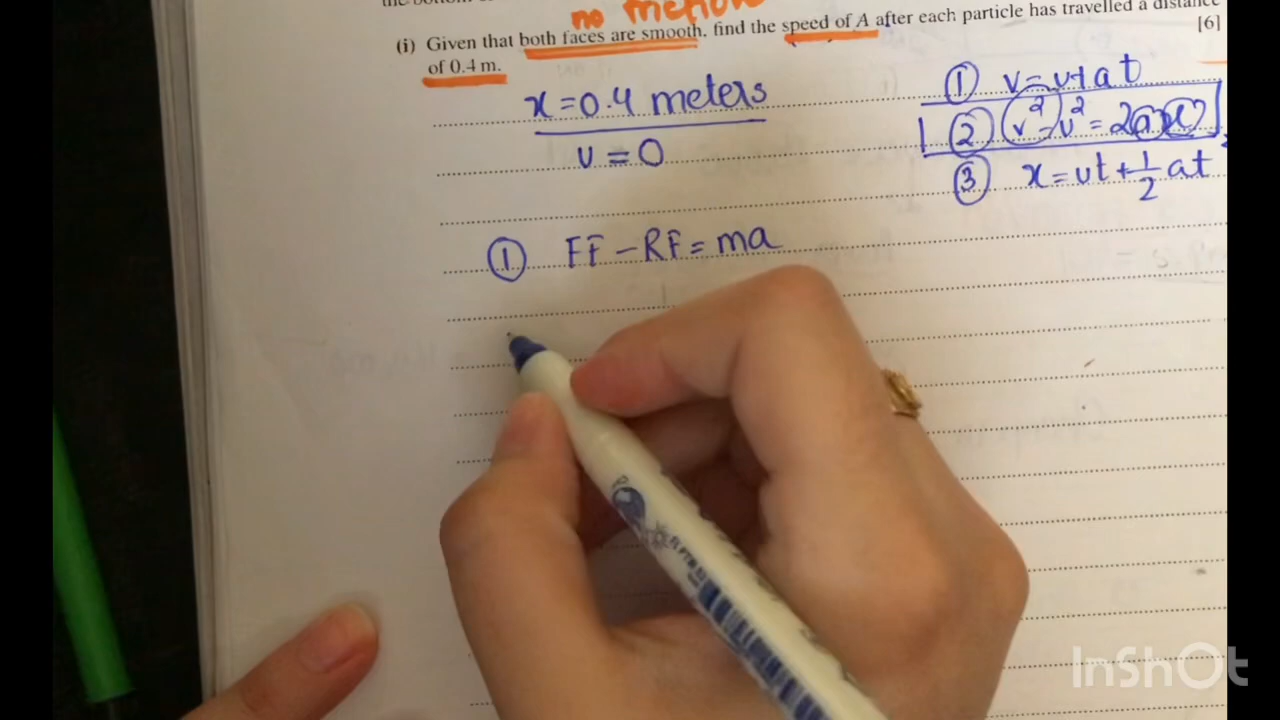 no
(i) Given that both faces are smooth, find the speed of A after each particle has travelled a distance
of 0.4 m. [6]
x = 0.4 meters
u = 0
① v = u + at
② v² - u² = 2ax
③ x = ut + 1/2 at
① FF - RF = ma
InShOt